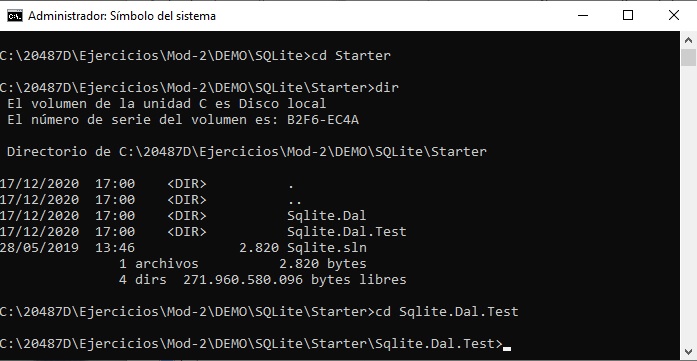 Administrador: Símbolo del sistema
C:\20487D\Ejercicios\Mod-2\DEMO\SQLite>cd Starter
C:\20487D\Ejercicios\Mod-2\DEMO\SQLite\Starter>dir
 El volumen de la unidad C es Disco local
 El número de serie del volumen es: B2F6-EC4A
 Directorio de C:\20487D\Ejercicios\Mod-2\DEMO\SQLite\Starter
17/12/2020  17:00    <DIR>          .
17/12/2020  17:00    <DIR>          ..
17/12/2020  17:00    <DIR>          Sqlite.Dal
17/12/2020  17:00    <DIR>          Sqlite.Dal.Test
28/05/2019  13:46             2.820 Sqlite.sln
               1 archivos          2.820 bytes
               4 dirs  271.960.580.096 bytes libres
C:\20487D\Ejercicios\Mod-2\DEMO\SQLite\Starter>cd Sqlite.Dal.Test
C:\20487D\Ejercicios\Mod-2\DEMO\SQLite\Starter\Sqlite.Dal.Test>